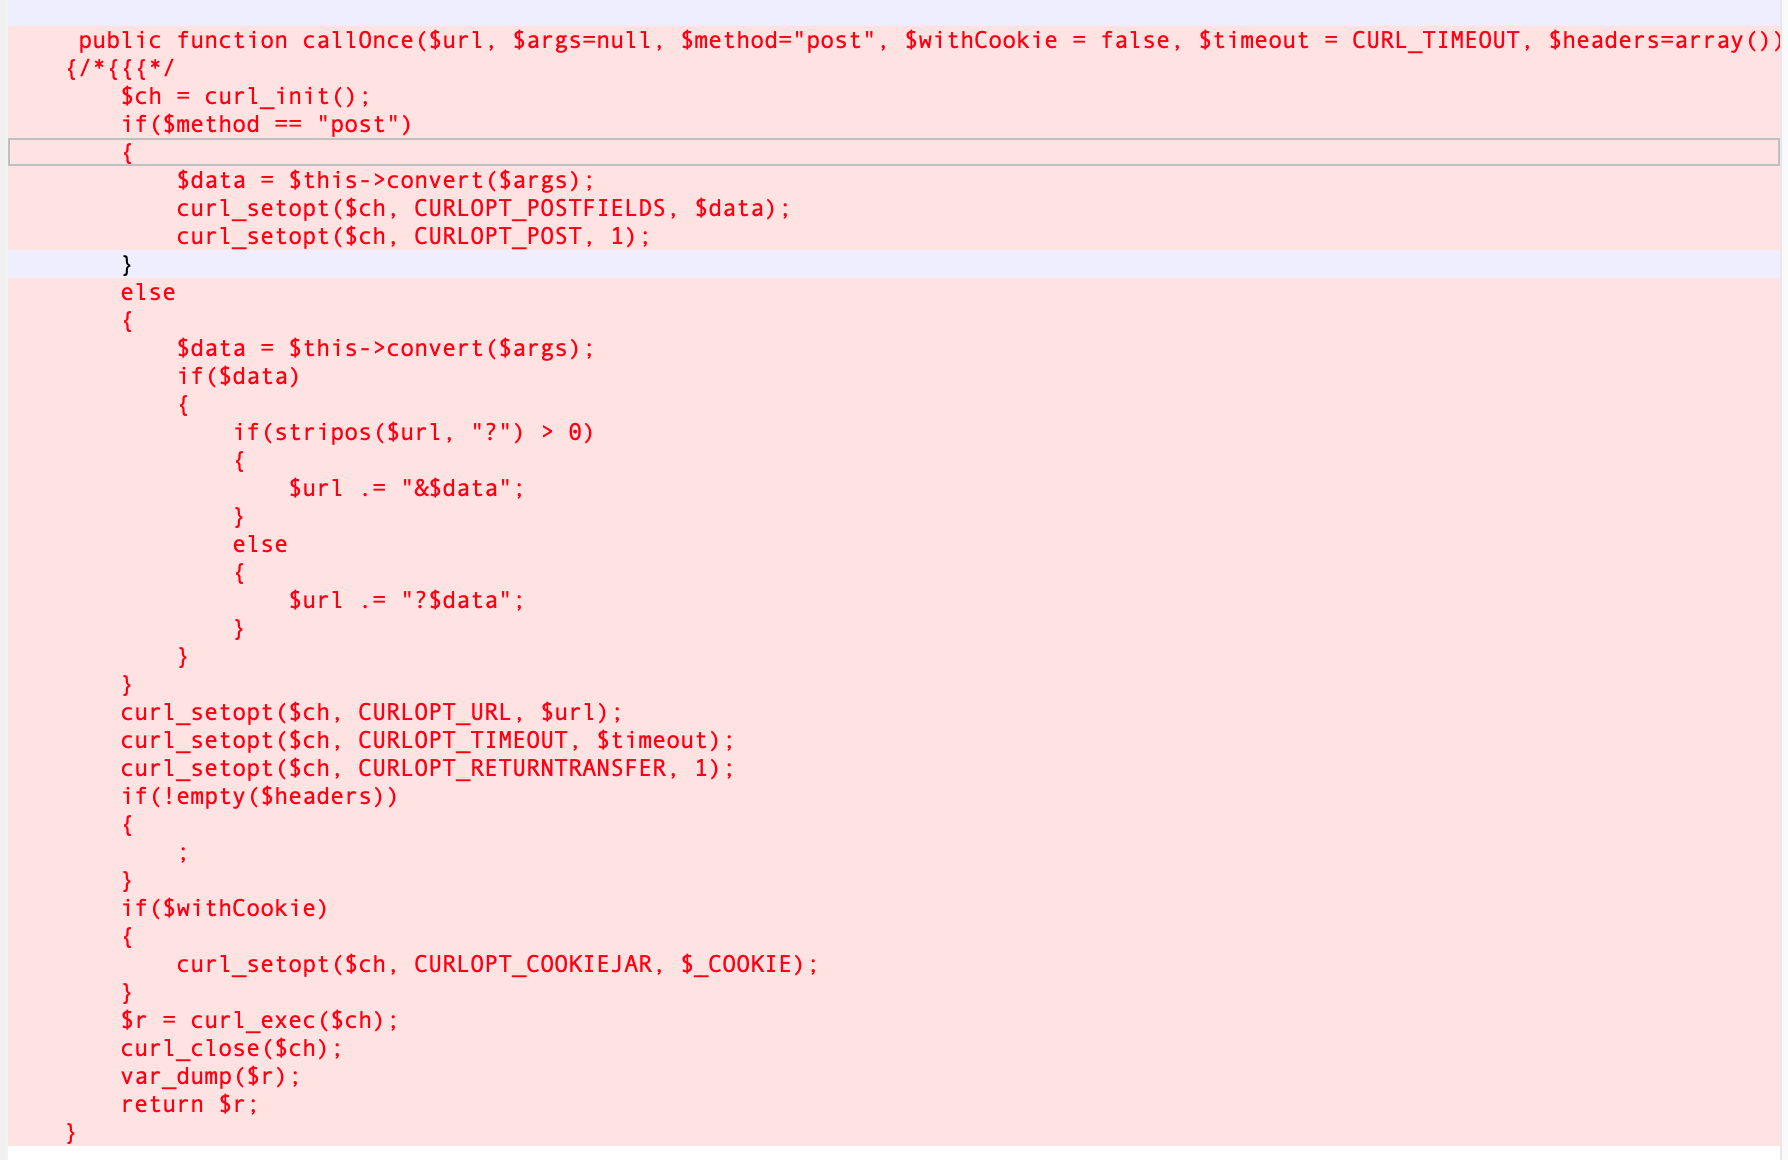 public function callOnce($url, $args=null, $method="post", $withCookie = false, $timeout = CURL_TIMEOUT, $headers=array())
{/*{{{*/
$ch = curl_init();
if($method == "post")
{
$data = $this->convert($args);
curl_setopt($ch, CURLOPT_POSTFIELDS, $data);
curl_setopt($ch, CURLOPT_POST, 1);
}
else
{
$data = $this->convert($args);
if($data)
{
if(stripos($url, "?") > 0)
{
$url .= "&$data";
}
else
{
$url .= "?$data";
}
}
}
curl_setopt($ch, CURLOPT_URL, $url);
curl_setopt($ch, CURLOPT_TIMEOUT, $timeout);
curl_setopt($ch, CURLOPT_RETURNTRANSFER, 1);
if(!empty($headers))
{
;
}
if($withCookie)
{
curl_setopt($ch, CURLOPT_COOKIEJAR, $_COOKIE);
}
$r = curl_exec($ch);
curl_close($ch);
var_dump($r);
return $r;
}